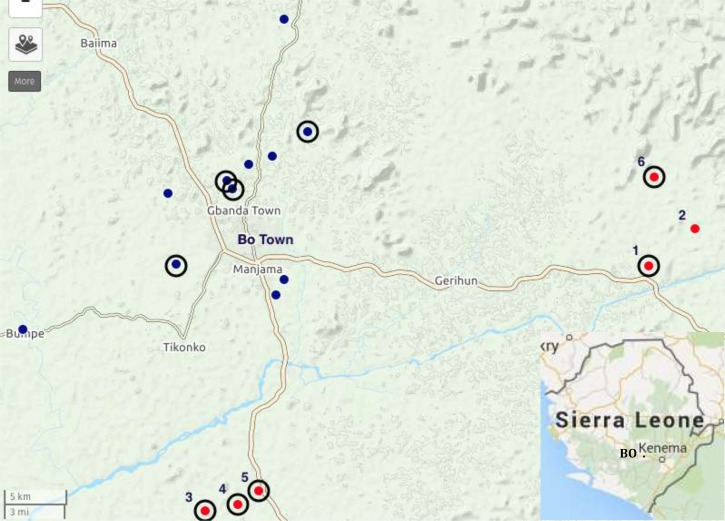 Baiima
More
6
2
Gbanda Town
1
Bo Town
Manjama
Gerihun
Bumpe
Tikonko
kry
Sierra Leone
BO .
Kenema
5 km
3 mi
3
4
5